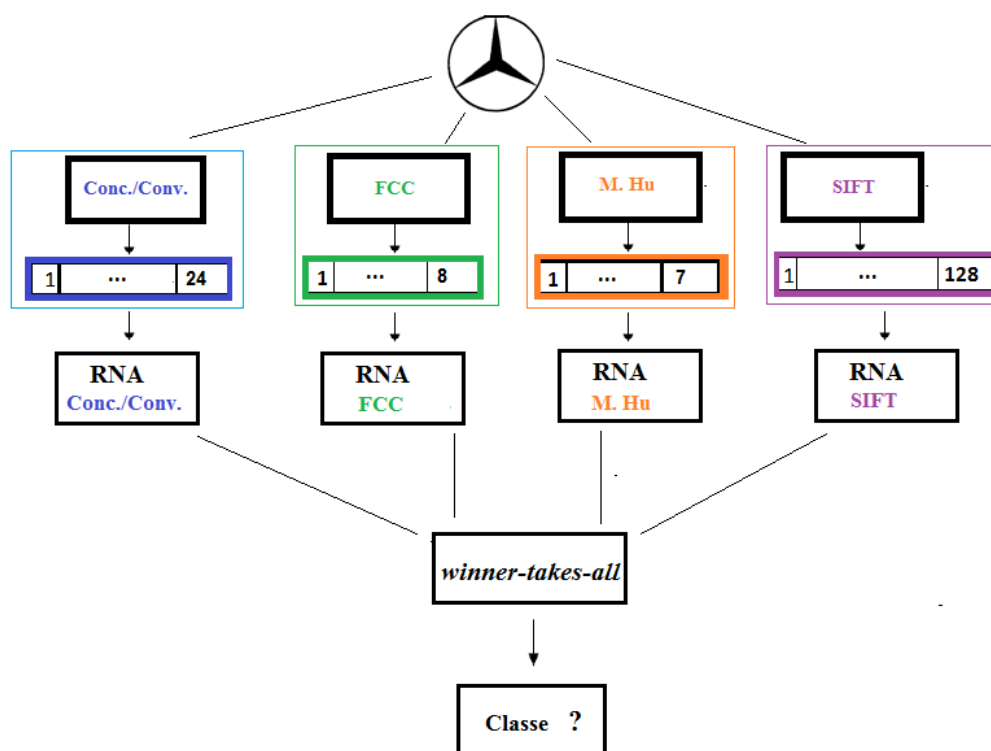 Conc./Conv.
FCC
M. Hu
SIFT
1 ... 24
1 ... 8
1 ... 7
1 ... 128
RNA
Conc./Conv.
RNA
FCC
RNA
M. Hu
RNA
SIFT
winner-takes-all
Classe ?